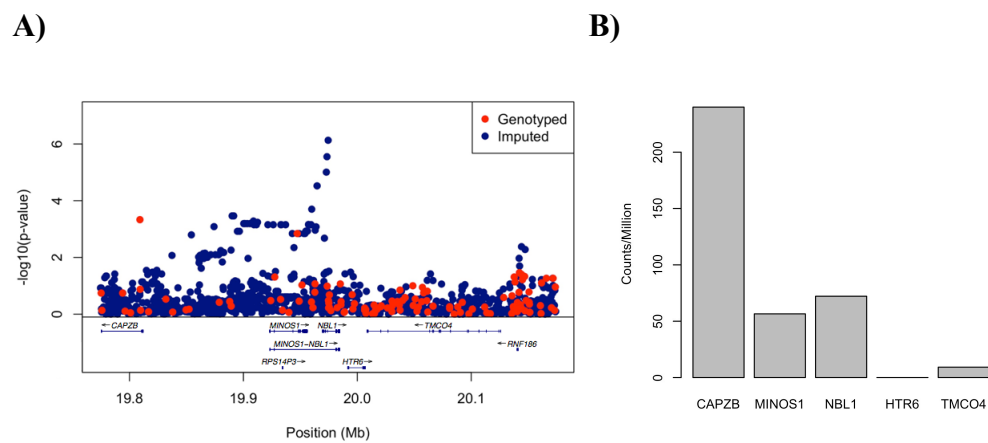 A)
B)
Genotyped
Imputed
-log10(p-value)
6
4
2
0
← CAPZB
MINOS1→
NBL1→
←TMCO4
MINOS1-NBL1→
←RNF186
RPS14P3→
HTR6→
19.8 19.9 20.0 20.1
Position (Mb)
Counts/Million
200
150
100
50
0
CAPZB MINOS1 NBL1 HTR6 TMCO4